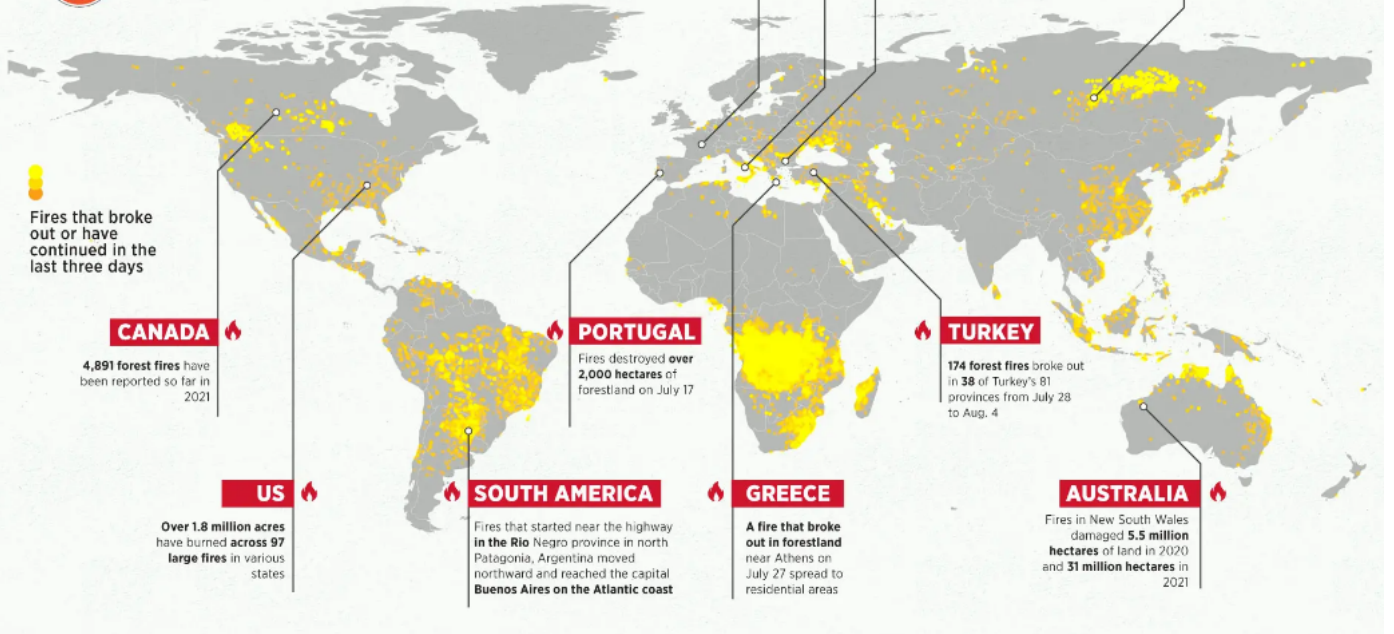 Fires that broke
out or have
continued in the
last three days
CANADA
4,891 forest fires have
been reported so far in
2021
PORTUGAL
Fires destroyed over
2,000 hectares of
forestland on July 17
TURKEY
174 forest fires broke out
in 38 of Turkey's 81
provinces from July 28
to Aug. 4
US
Over 1.8 million acres
have burned across 97
large fires in various
states
SOUTH AMERICA
Fires that started near the highway
in the Rio Negro province in north
Patagonia, Argentina moved
northward and reached the capital
Buenos Aires on the Atlantic coast
GREECE
A fire that broke
out in forestland
near Athens on
July 27 spread to
residential areas
AUSTRALIA
Fires in New South Wales
damaged 5.5 million
hectares of land in 2020
and 31 million hectares in
2021